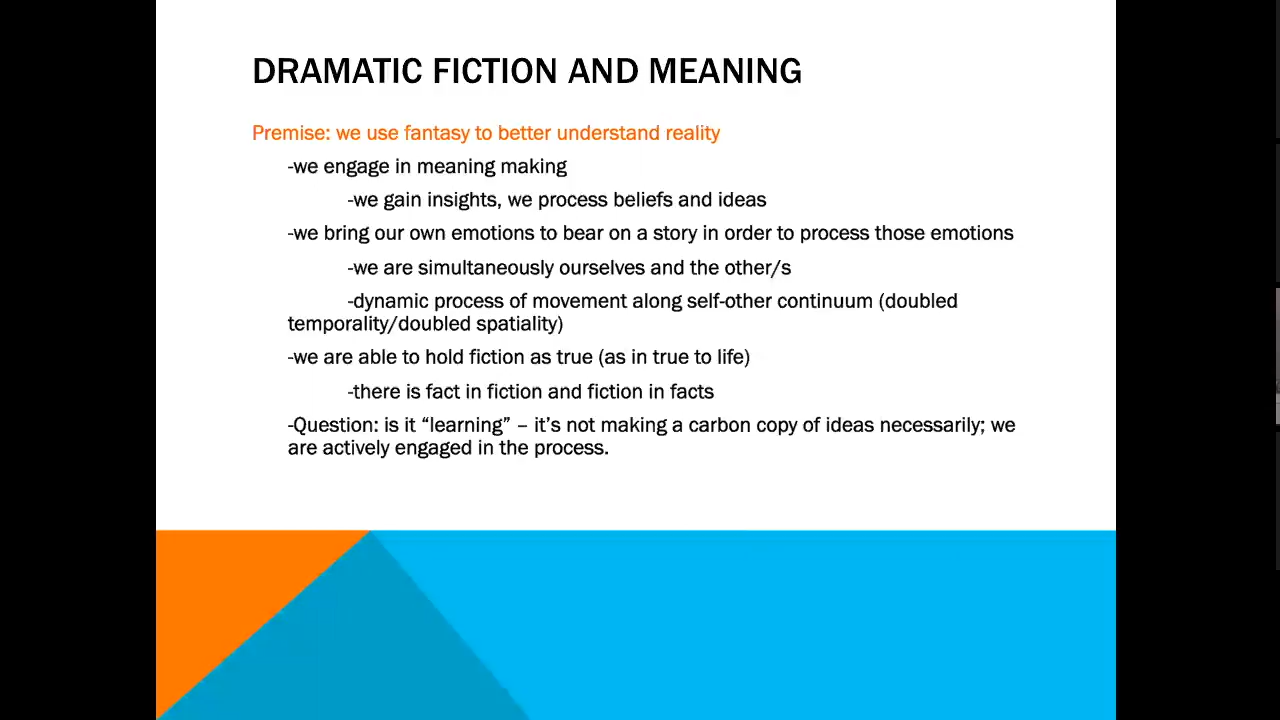 DRAMATIC FICTION AND MEANING
Premise: we use fantasy to better understand reality
-we engage in meaning making
-we gain insights, we process beliefs and ideas
-we bring our own emotions to bear on a story in order to process those emotions
-we are simultaneously ourselves and the other/s
-dynamic process of movement along self-other continuum (doubled
temporality/doubled spatiality)
-we are able to hold fiction as true (as in true to life)
-there is fact in fiction and fiction in facts
-Question: is it “learning” – it’s not making a carbon copy of ideas necessarily; we
are actively engaged in the process.